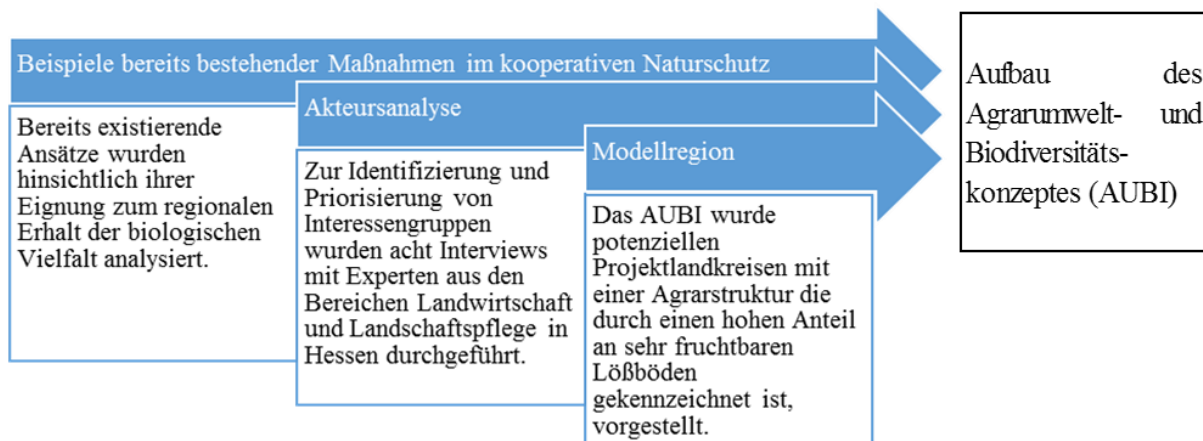 Beispiele bereits bestehender Maßnahmen im kooperativen Naturschutz
Bereits existierende
Ansätze wurden
hinsichtlich ihrer
Eignung zum regionalen
Erhalt der biologischen
Vielfalt analysiert.
Akteursanalyse
Zur Identifizierung und
Priorisierung von
Interessengruppen
wurden acht Interviews
mit Experten aus den
Bereichen Landwirtschaft
und Landschaftspflege in
Hessen durchgeführt.
Modellregion
Das AUBI wurde
potenziellen
Projektlandkreisen mit
einer Agrarstruktur die
durch einen hohen Anteil
an sehr fruchtbaren
Lößböden
gekennzeichnet ist,
vorgestellt.
Aufbau des
Agrarumwelt- und
Biodiversitäts-
konzeptes (AUBI)